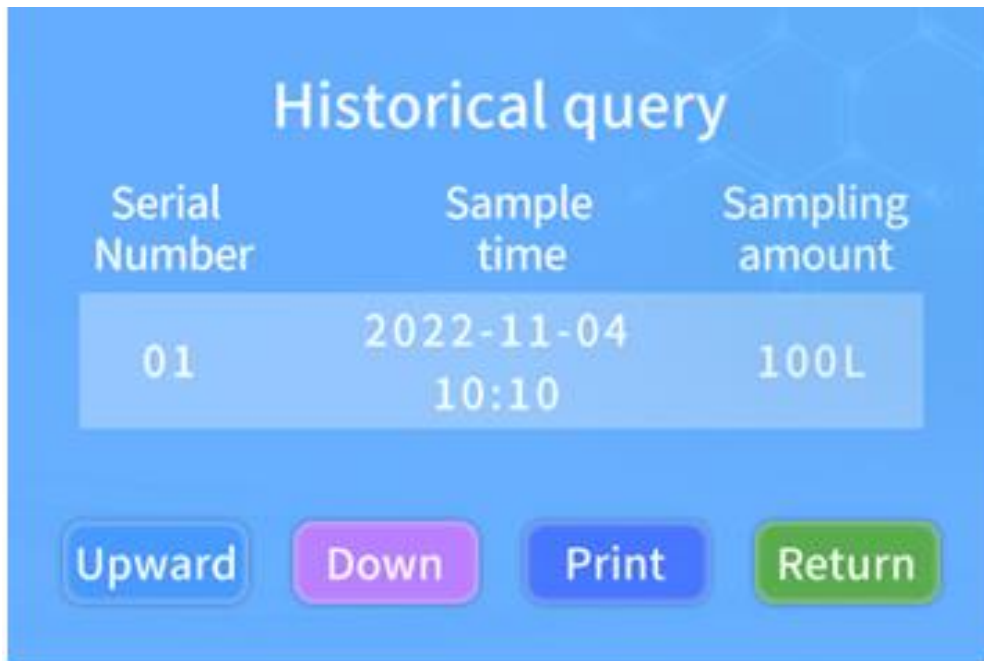 Historical query
Serial Number
Sample time
Sampling amount
01
2022-11-04 10:10
100L
Upward
Down
Print
Return